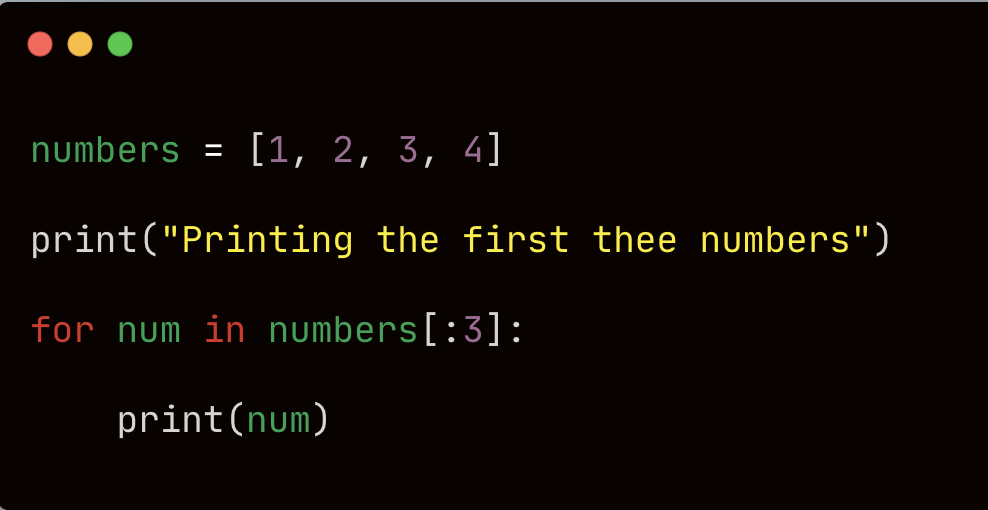 numbers = [1, 2, 3, 4]
print("Printing the first thee numbers")
for num in numbers[:3]:
    print(num)